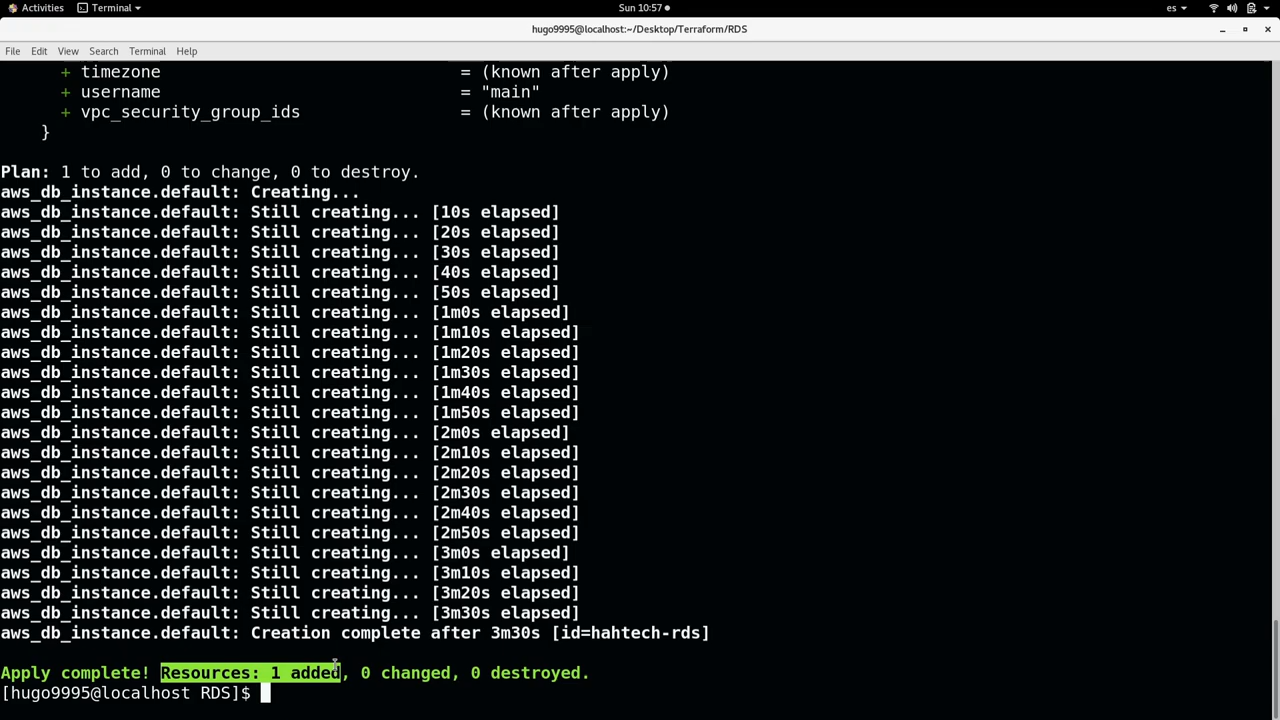 Activities Terminal Sun 10:57 es
hugo9995@localhost:~/Desktop/Terraform/RDS
File Edit View Search Terminal Help
+ timezone = (known after apply)
+ username = "main"
+ vpc_security_group_ids = (known after apply)
}
Plan: 1 to add, 0 to change, 0 to destroy.
aws_db_instance.default: Creating...
aws_db_instance.default: Still creating... [10s elapsed]
aws_db_instance.default: Still creating... [20s elapsed]
aws_db_instance.default: Still creating... [30s elapsed]
aws_db_instance.default: Still creating... [40s elapsed]
aws_db_instance.default: Still creating... [50s elapsed]
aws_db_instance.default: Still creating... [1m0s elapsed]
aws_db_instance.default: Still creating... [1m10s elapsed]
aws_db_instance.default: Still creating... [1m20s elapsed]
aws_db_instance.default: Still creating... [1m30s elapsed]
aws_db_instance.default: Still creating... [1m40s elapsed]
aws_db_instance.default: Still creating... [1m50s elapsed]
aws_db_instance.default: Still creating... [2m0s elapsed]
aws_db_instance.default: Still creating... [2m10s elapsed]
aws_db_instance.default: Still creating... [2m20s elapsed]
aws_db_instance.default: Still creating... [2m30s elapsed]
aws_db_instance.default: Still creating... [2m40s elapsed]
aws_db_instance.default: Still creating... [2m50s elapsed]
aws_db_instance.default: Still creating... [3m0s elapsed]
aws_db_instance.default: Still creating... [3m10s elapsed]
aws_db_instance.default: Still creating... [3m20s elapsed]
aws_db_instance.default: Still creating... [3m30s elapsed]
aws_db_instance.default: Creation complete after 3m30s [id=hahtech-rds]
Apply complete! Resources: 1 added, 0 changed, 0 destroyed.
[hugo9995@localhost RDS]$